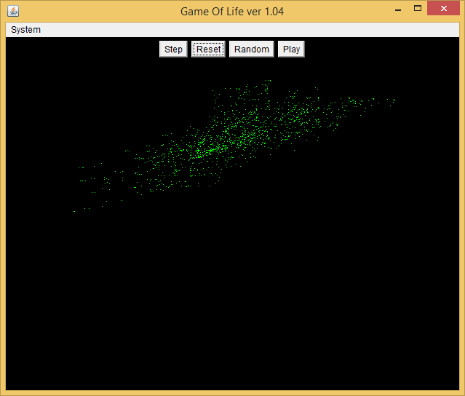 Game Of Life ver 1.04
System
Step Reset Random Play